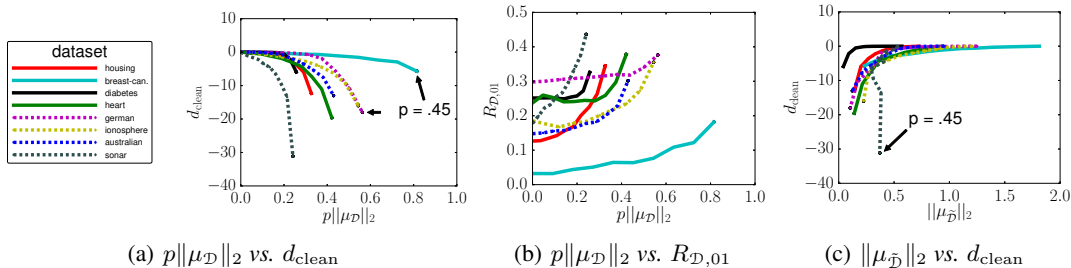 dataset
housing
breast-can.
diabetes
heart
german
ionosphere
australian
sonar
10
0
−10
−20
−30
−40
d_clean
0.0 0.2 0.4 0.6 0.8 1.0
p||μ_𝒟||_2
p = .45
0.5
0.4
0.3
0.2
0.1
0.0
R_{𝒟,01}
0.0 0.2 0.4 0.6 0.8 1.0
p||μ_𝒟||_2
10
0
−10
−20
−30
−40
d_clean
0.0 0.5 1.0 1.5 2.0
||μ_𝒟̃||_2
p = .45
(a) p‖μ_𝒟‖_2 vs. d_clean
(b) p‖μ_𝒟‖_2 vs. R_{𝒟,01}
(c) ‖μ_𝒟̃‖_2 vs. d_clean